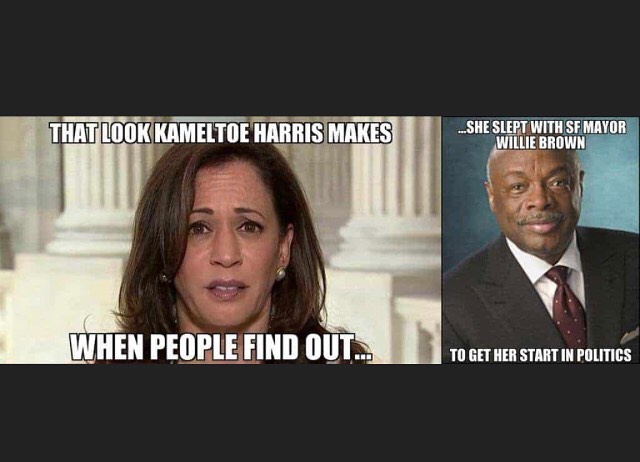 THAT LOOK KAMELTOE HARRIS MAKES
WHEN PEOPLE FIND OUT...
...SHE SLEPT WITH SF MAYOR
WILLIE BROWN
TO GET HER START IN POLITICS